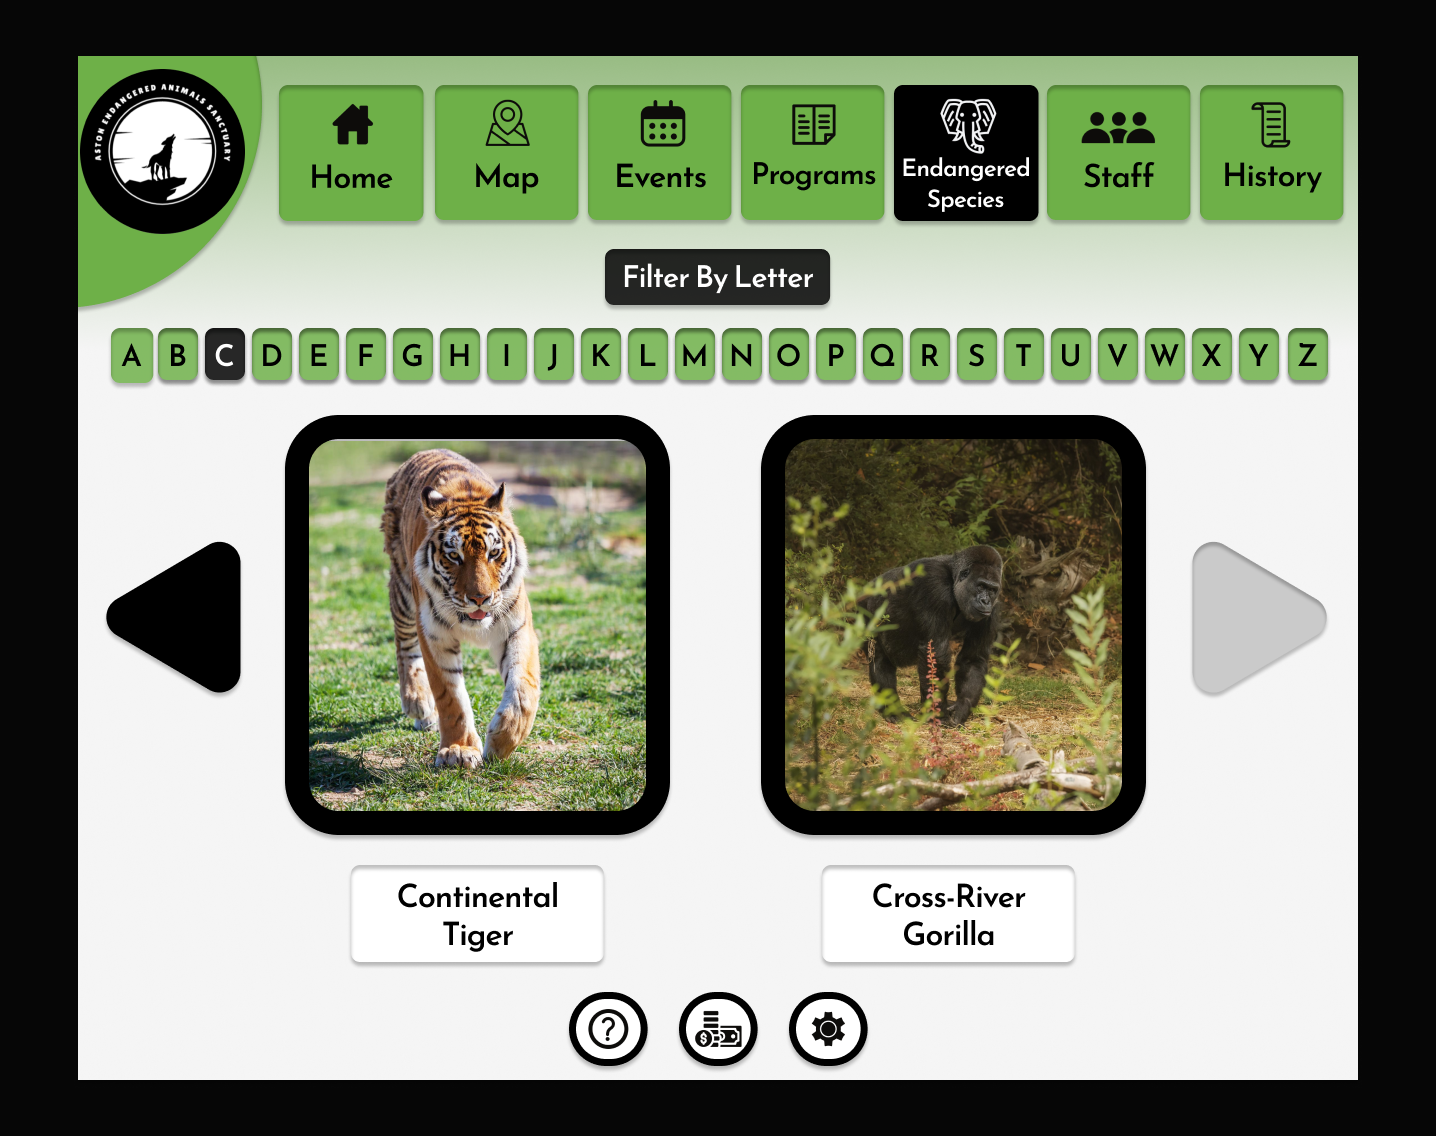 ASTON ENDANGERED ANIMALS SANCTUARY
Home
Map
Events
Programs
Endangered
Species
Staff
History
Filter By Letter
A B C D E F G H I J K L M N O P Q R S T U V W X Y Z
Continental
Tiger
Cross-River
Gorilla
?
$